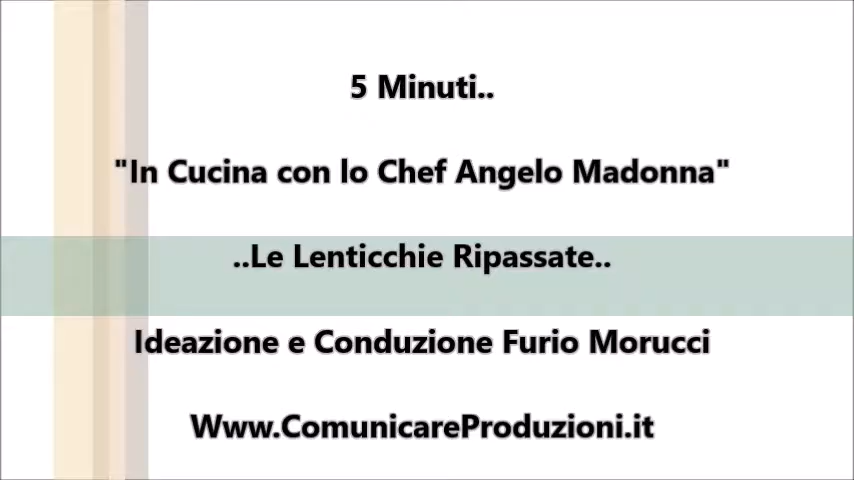 5 Minuti..
"In Cucina con lo Chef Angelo Madonna"
..Le Lenticchie Ripassate..
Ideazione e Conduzione Furio Morucci
Www.ComunicareProduzioni.it